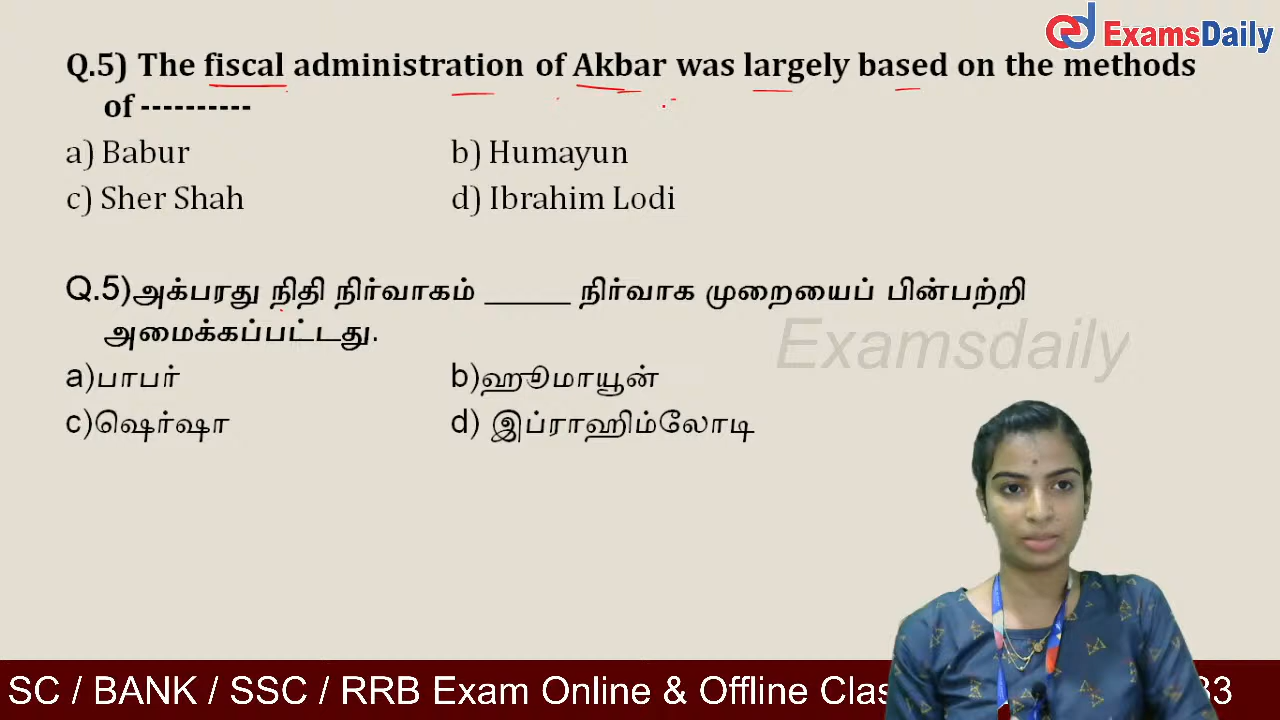 ExamsDaily
Q.5) The fiscal administration of Akbar was largely based on the methods
of ----------
a) Babur b) Humayun
c) Sher Shah d) Ibrahim Lodi
Q.5)அக்பரது நிதி நிர்வாகம் ______ நிர்வாக முறையைப் பின்பற்றி
அமைக்கப்பட்டது.
Examsdaily
a)பாபர் b)ஹூமாயூன்
c)ஷெர்ஷா d) இப்ராஹிம்லோடி
SC / BANK / SSC / RRB Exam Online & Offline Clas 33